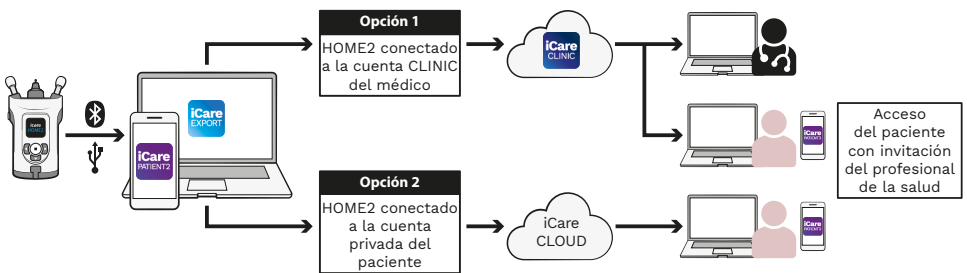 iCare
HOME2
iCare
EXPORT
iCare
PATIENT2
Opción 1
HOME2 conectado
a la cuenta CLINIC
del médico
iCare
CLINIC
Opción 2
HOME2 conectado
a la cuenta
privada del
paciente
iCare
CLOUD
iCare
PATIENT2
Acceso
del paciente
con invitación
del profesional
de la salud
iCare
PATIENT2